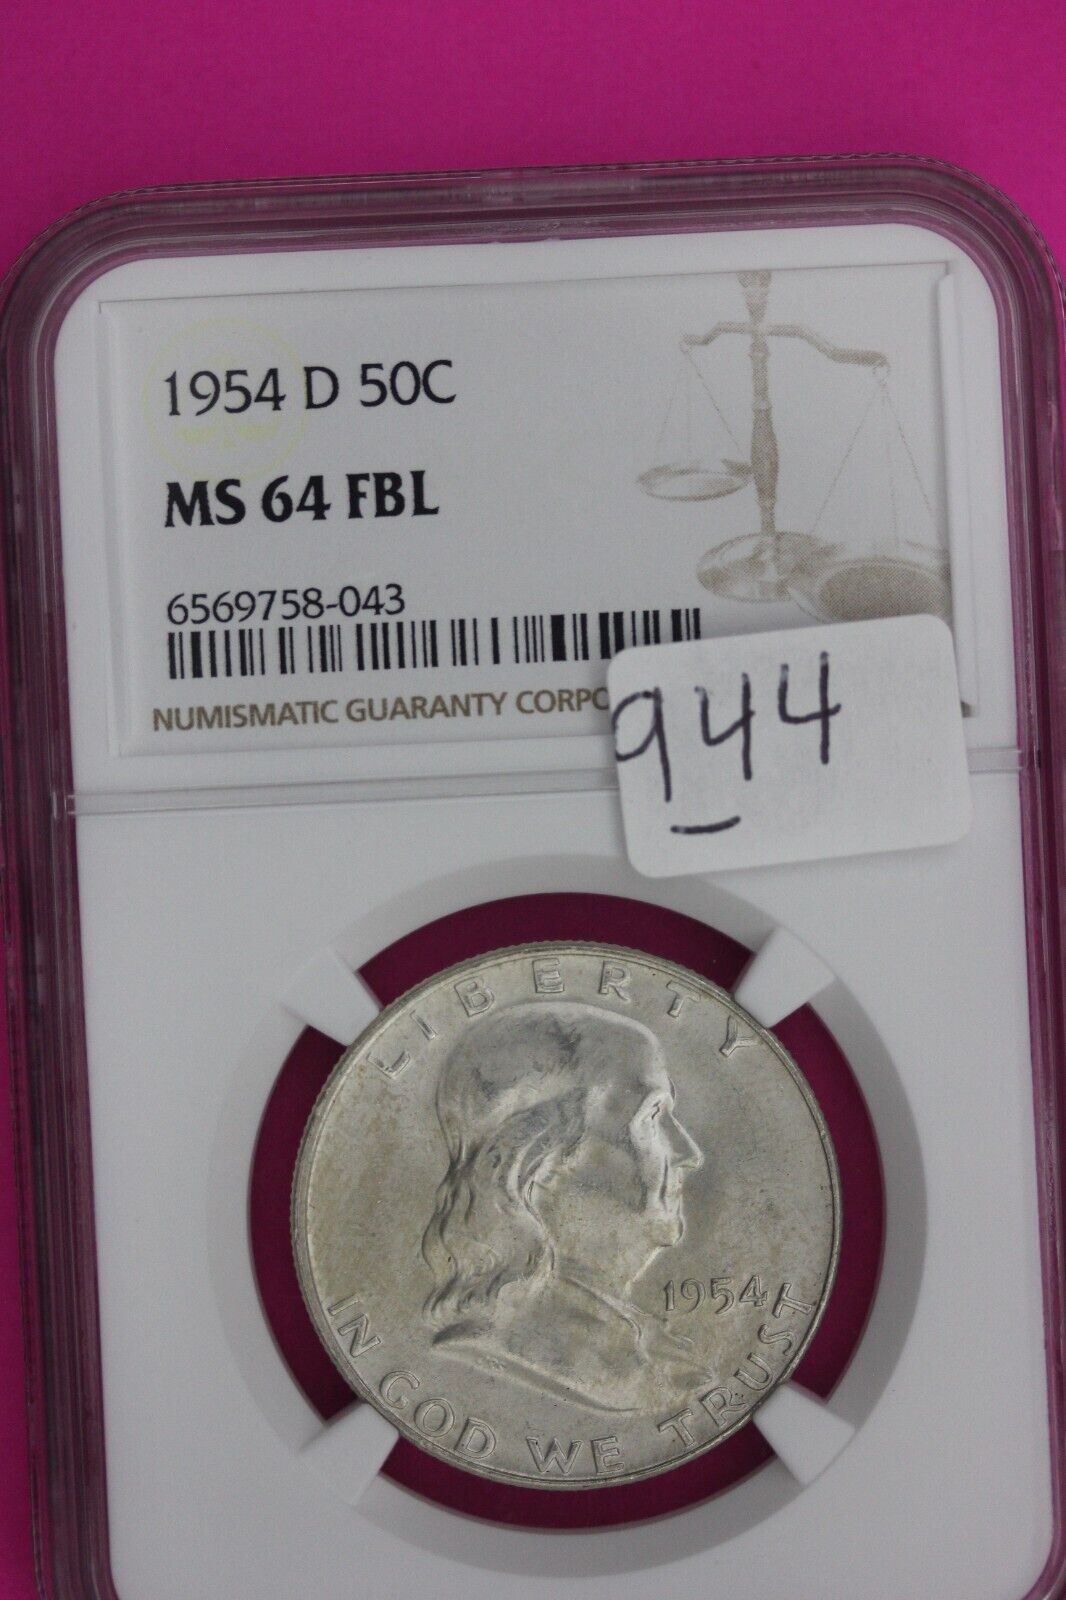 1954 D 50C
MS 64 FBL
6569758-043
NUMISMATIC GUARANTY CORPO
944
LIBERTY
1954
IN GOD WE TRUST